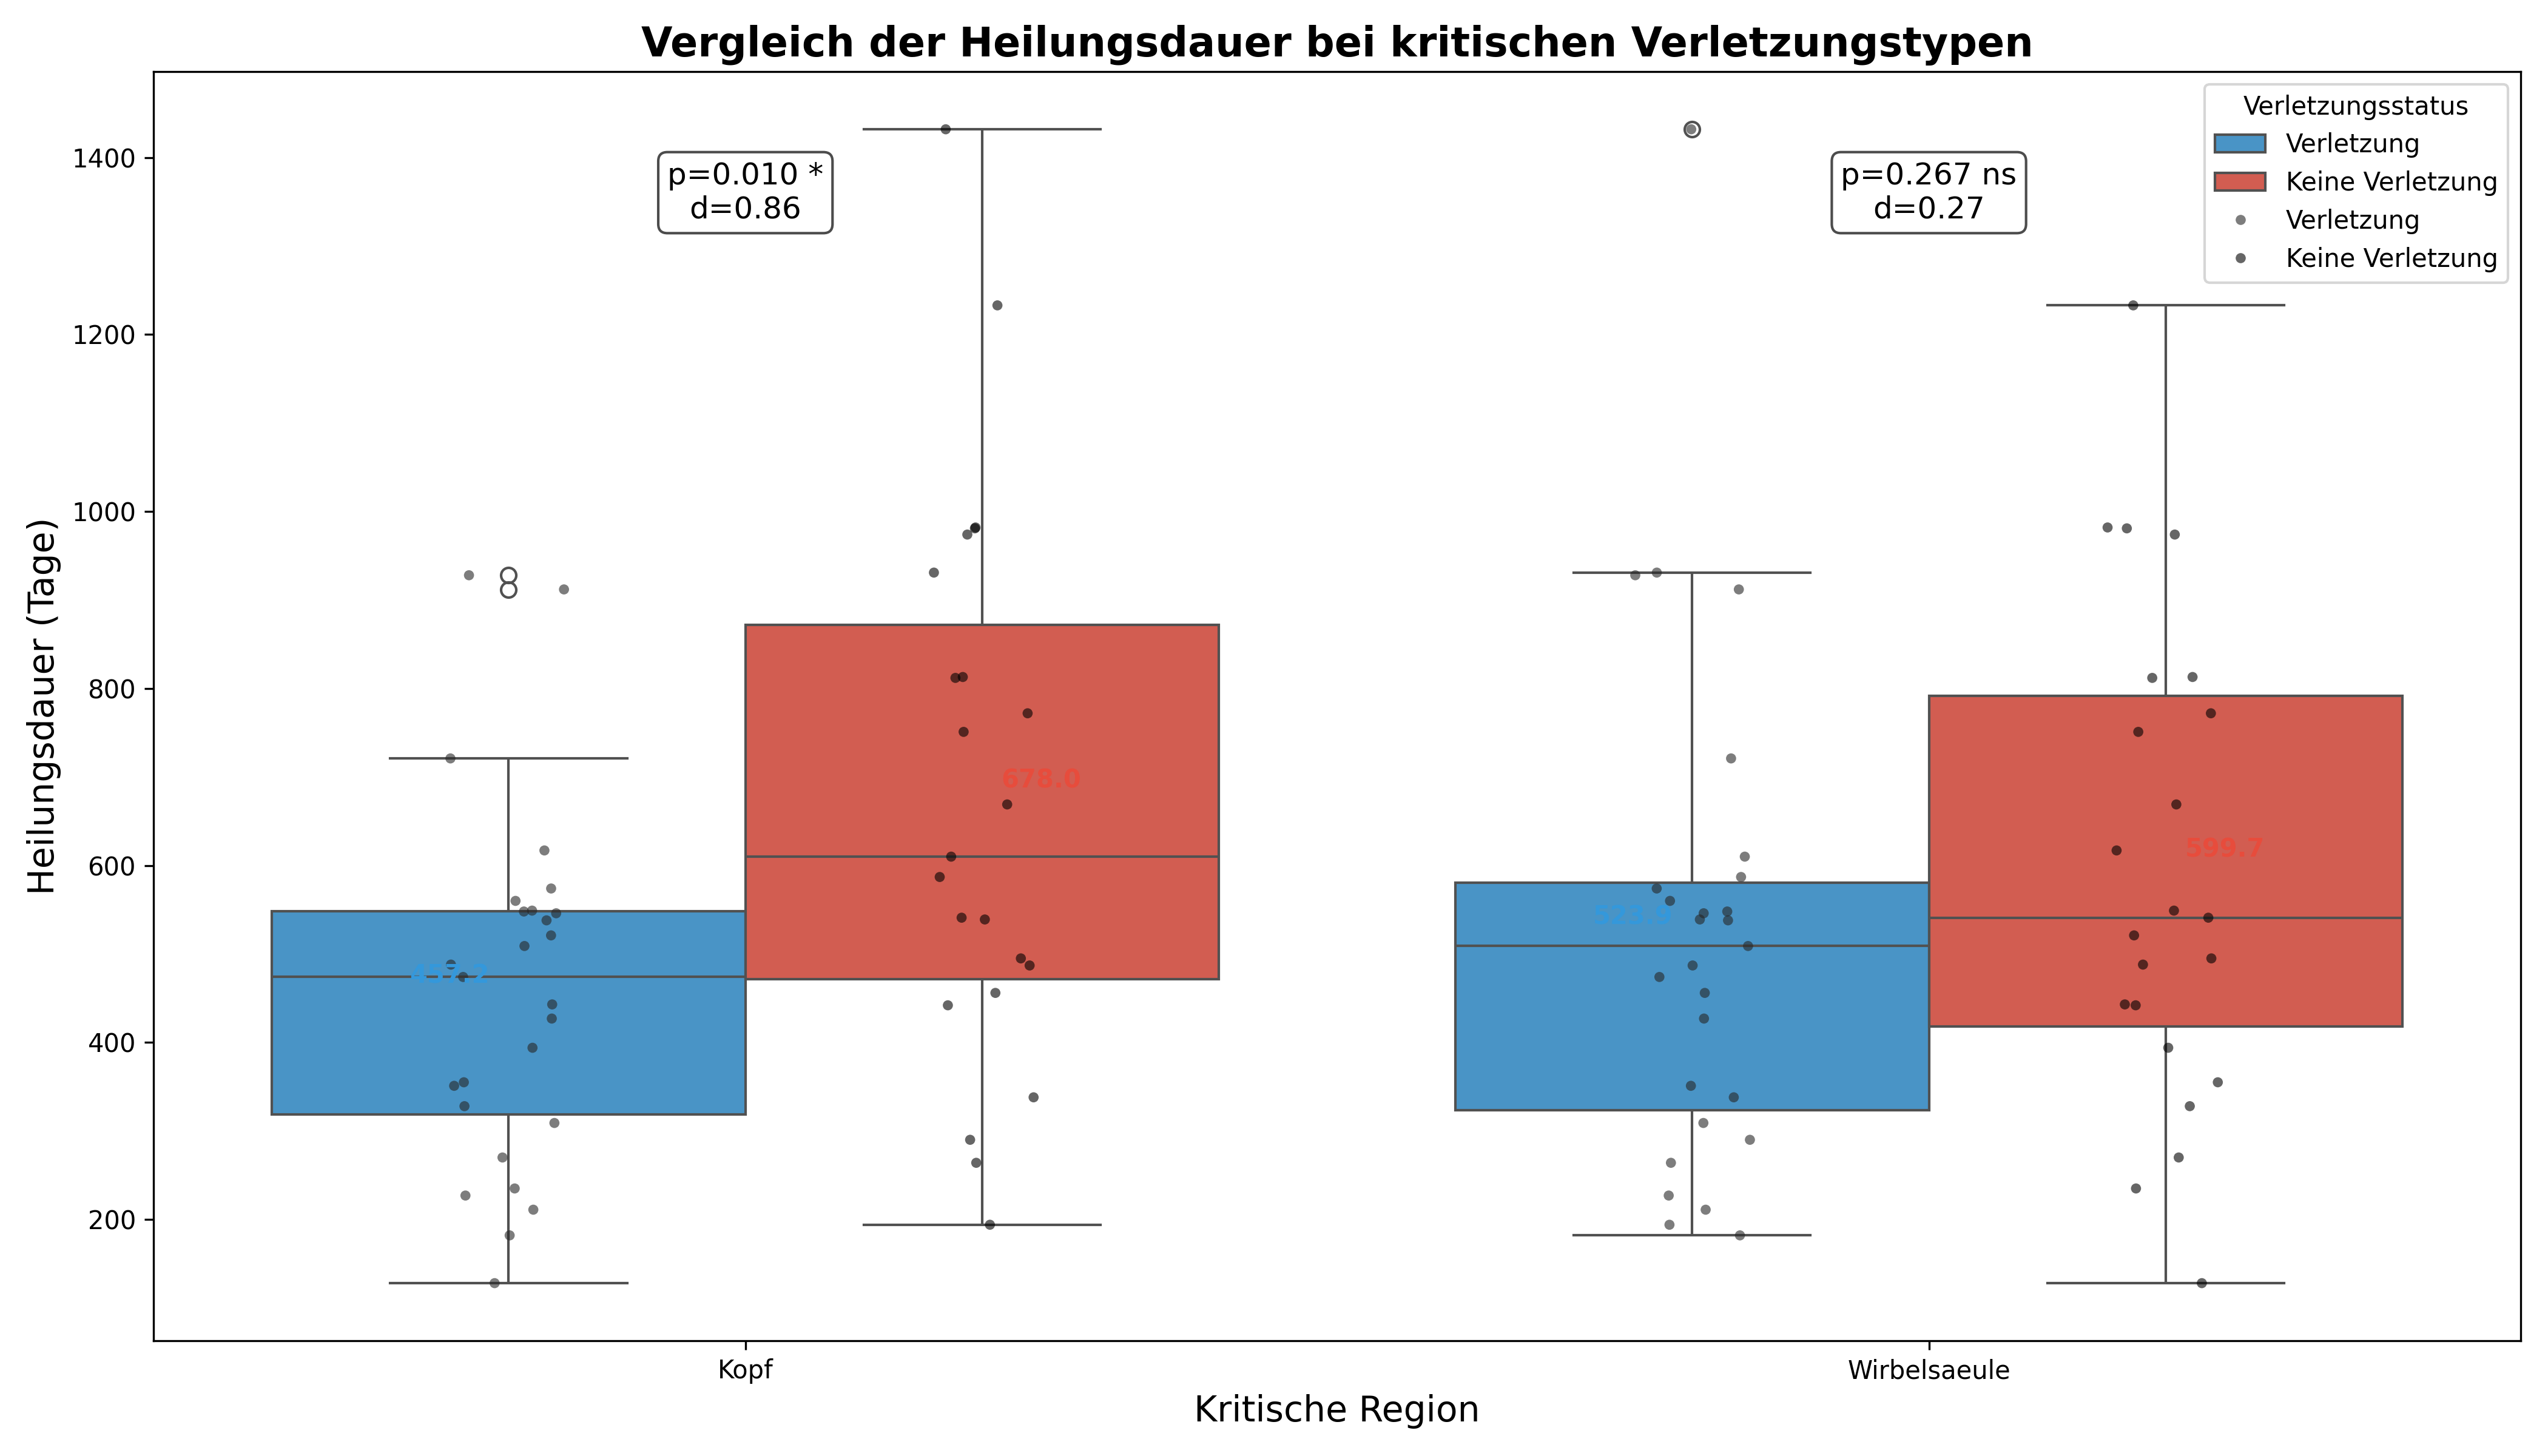 Vergleich der Heilungsdauer bei kritischen Verletzungstypen
Heilungsdauer (Tage)
1400
1200
1000
800
600
400
200
p=0.010 *
d=0.86
p=0.267 ns
d=0.27
Verletzungsstatus
Verletzung
Keine Verletzung
Verletzung
Keine Verletzung
678.0
599.7
Kopf
Wirbelsaeule
Kritische Region